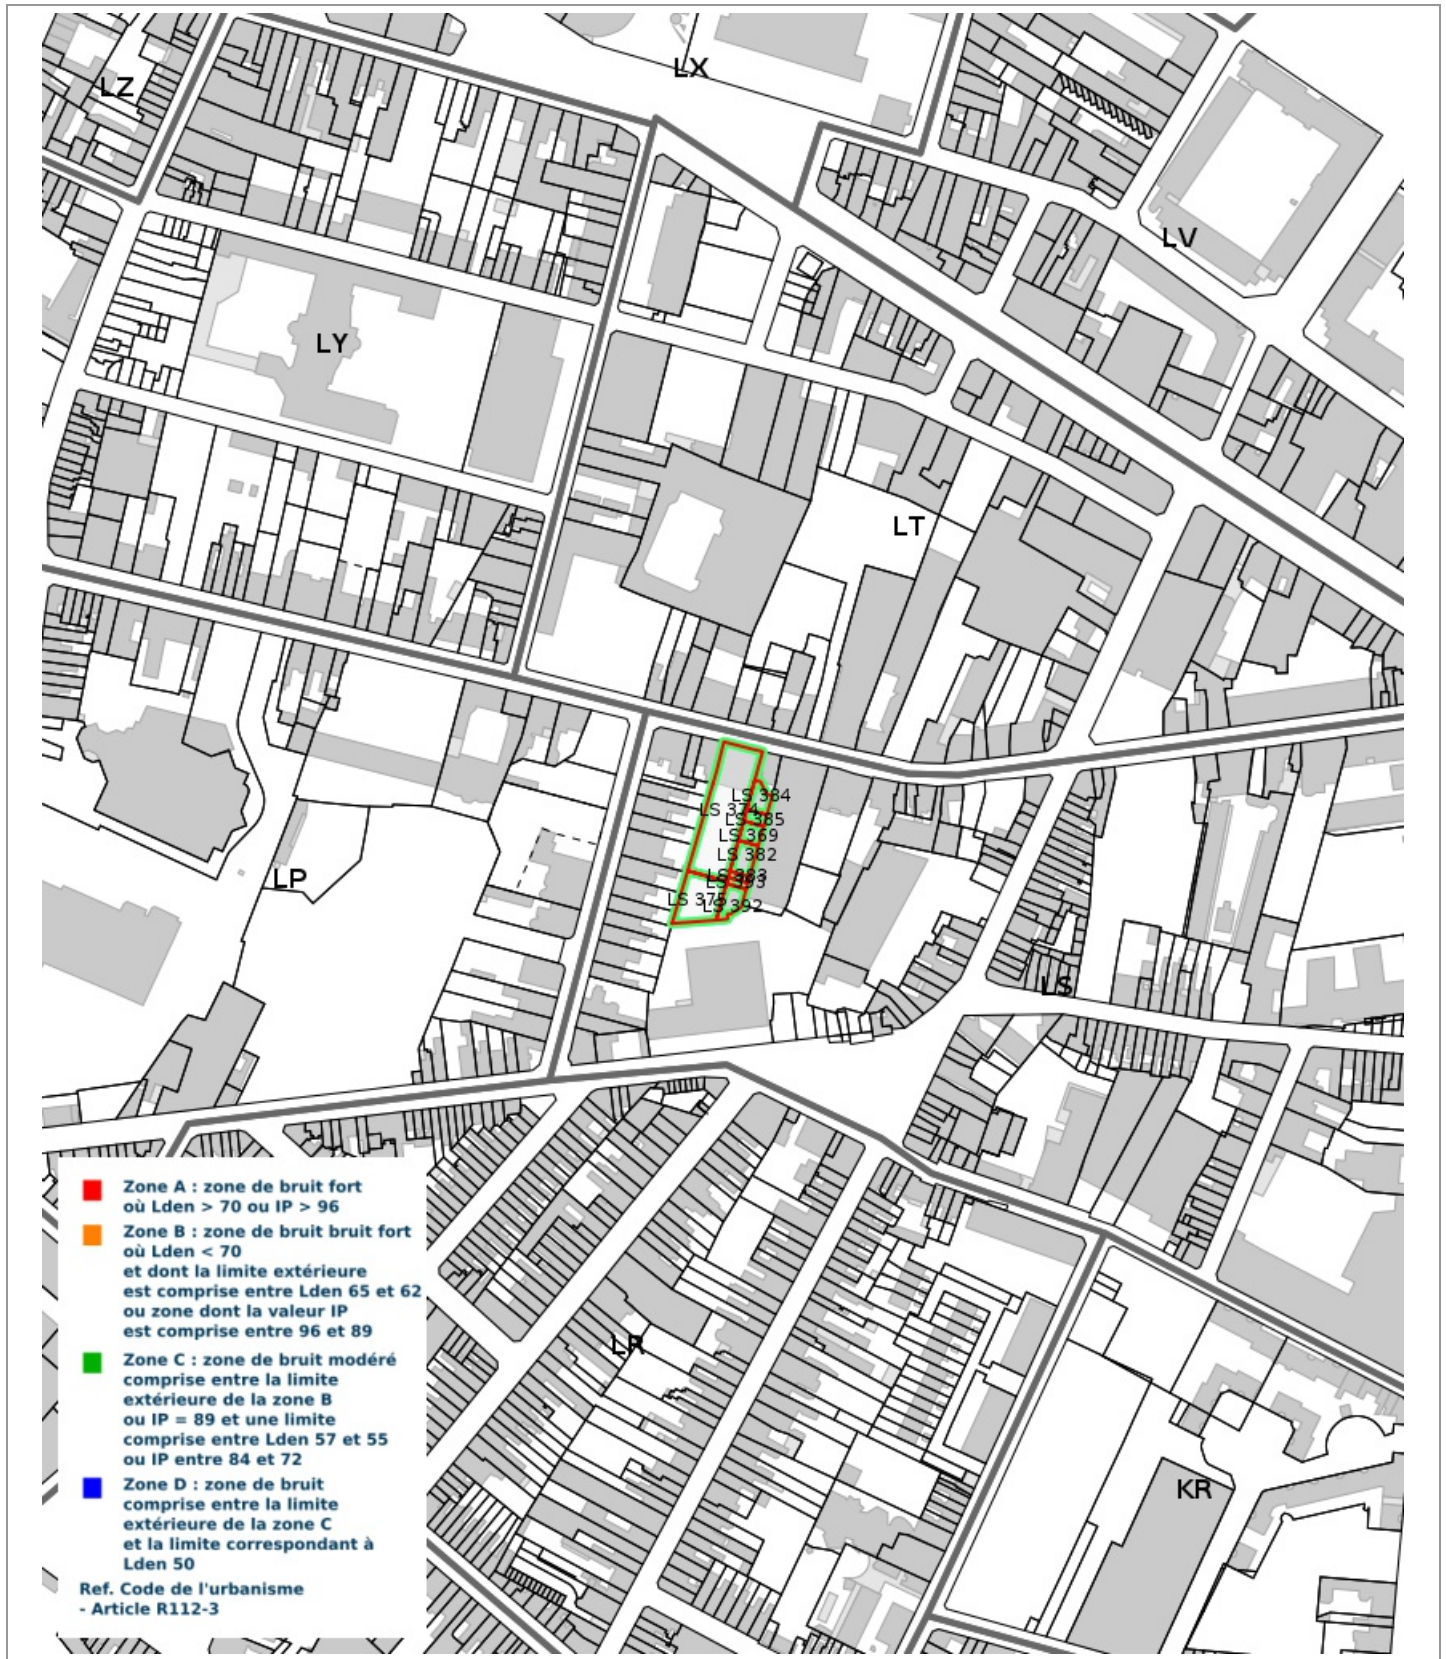 LX
LZ
LV
LY
LT
LS 384
LS 374
LS 385
LS 369
LS 382
LS 383
LS 393
LS 375
LS 392
LP
LS
Zone A : zone de bruit fort
où Lden > 70 ou IP > 96
Zone B : zone de bruit bruit fort
où Lden < 70
et dont la limite extérieure
est comprise entre Lden 65 et 62
ou zone dont la valeur IP
est comprise entre 96 et 89
Zone C : zone de bruit modéré
comprise entre la limite
extérieure de la zone B
ou IP = 89 et une limite
comprise entre Lden 57 et 55
ou IP entre 84 et 72
Zone D : zone de bruit
comprise entre la limite
extérieure de la zone C
et la limite correspondant à
Lden 50
Ref. Code de l'urbanisme
- Article R112-3
LR
KR